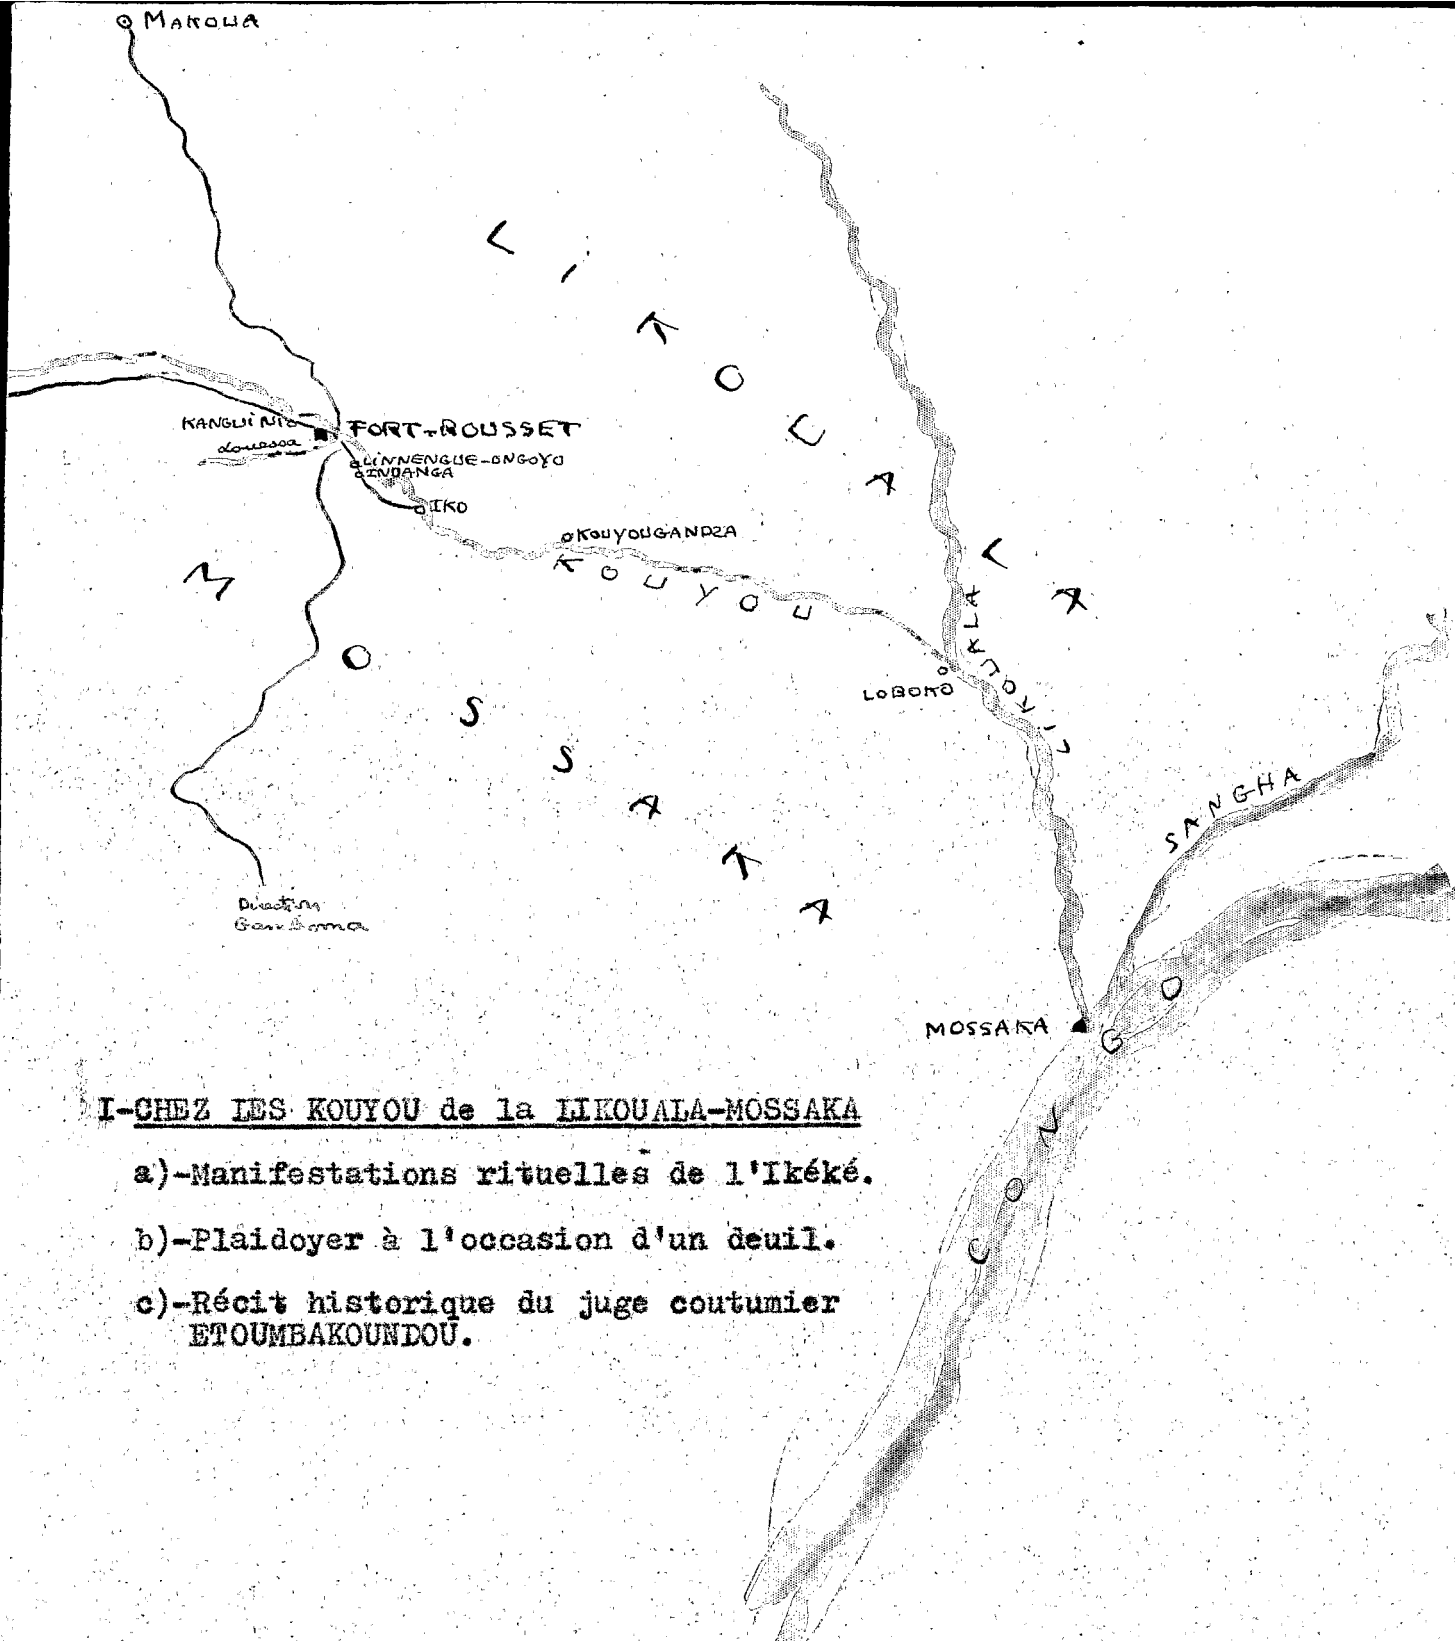 MAKOUA
LIKOUALA
KANGUINI
FORT-ROUSSET
Louessa
LINNENGUE-ONGOYO
INDANGA
IKO
KOUYOUGANDZA
KOUYOU
LIKOUALA
LOBOKO
MOSSAKA
SANGHA
Direction
Gamboma
MOSSAKA
CONGO
I-CHEZ LES KOUYOU de la LIKOUALA-MOSSAKA
a)-Manifestations rituelles de l'Ikéké.
b)-Plaidoyer à l'occasion d'un deuil.
c)-Récit historique du juge coutumier
ETOUMBAKOUNDOU.